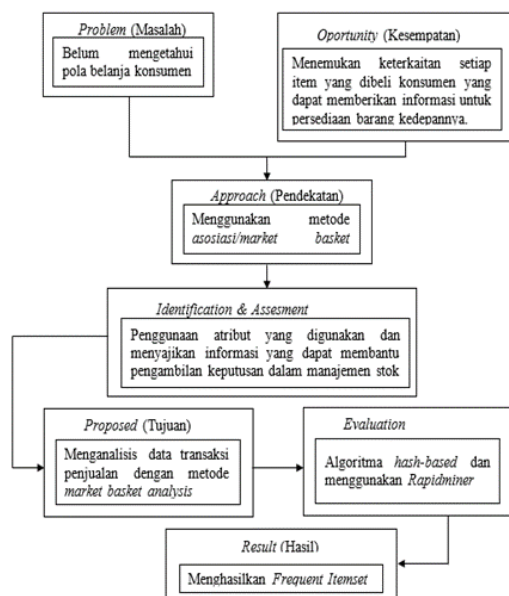 Problem (Masalah)
Belum mengetahui
pola belanja konsumen
Oportunity (Kesempatan)
Menemukan keterkaitan setiap
item yang dibeli konsumen yang
dapat memberikan informasi untuk
persediaan barang kedepannya.
Approach (Pendekatan)
Menggunakan metode
asosiasi/market basket
Identification & Assesment
Penggunaan atribut yang digunakan dan
menyajikan informasi yang dapat membantu
pengambilan keputusan dalam manajemen stok
Proposed (Tujuan)
Menganalisis data transaksi
penjualan dengan metode
market basket analysis
Evaluation
Algoritma hash-based dan
menggunakan Rapidminer
Result (Hasil)
Menghasilkan Frequent Itemset